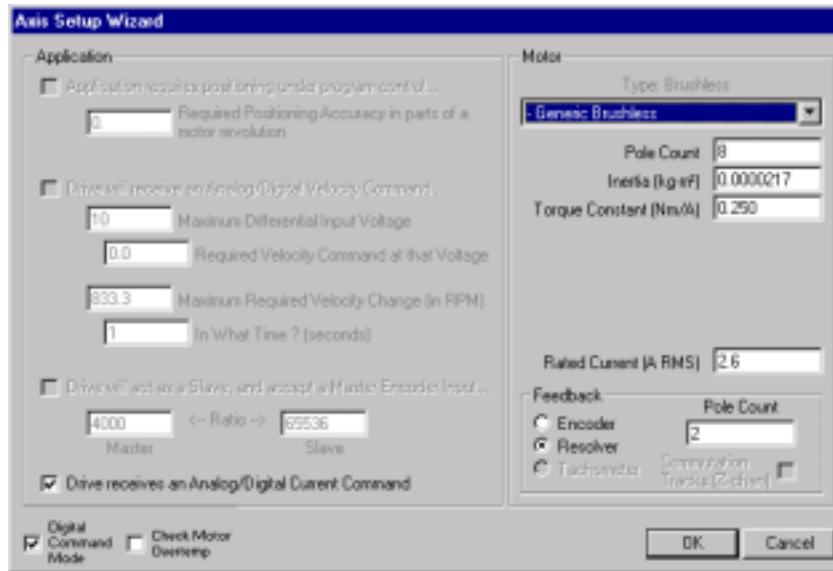 Axis Setup Wizard
Application
Application requires positioning under program control...
0.
Required Positioning Accuracy in parts of a
motor revolution
Drive will receive an Analog/Digital Velocity Command...
10
Maximum Differential Input Voltage
0.0
Required Velocity Command at that Voltage
833.3
Maximum Required Velocity Change (in RPM)
1
In What Time ? (seconds)
Drive will act as a Slave, and accept a Master Encoder Input...
4000
<-- Ratio -->
65536
Master
Slave
Drive receives an Analog/Digital Current Command
Digital
Command
Mode
Check Motor
Overtemp
Motor
Type: Brushless
- Generic Brushless
Pole Count
8
Inertia (kg-m²)
0.0000217
Torque Constant (Nm/A)
0.250
Rated Current (A RMS)
2.6
Feedback
Encoder
Resolver
Tachometer
Pole Count
2
Commutation
Tracks (Z-chan)
OK
Cancel